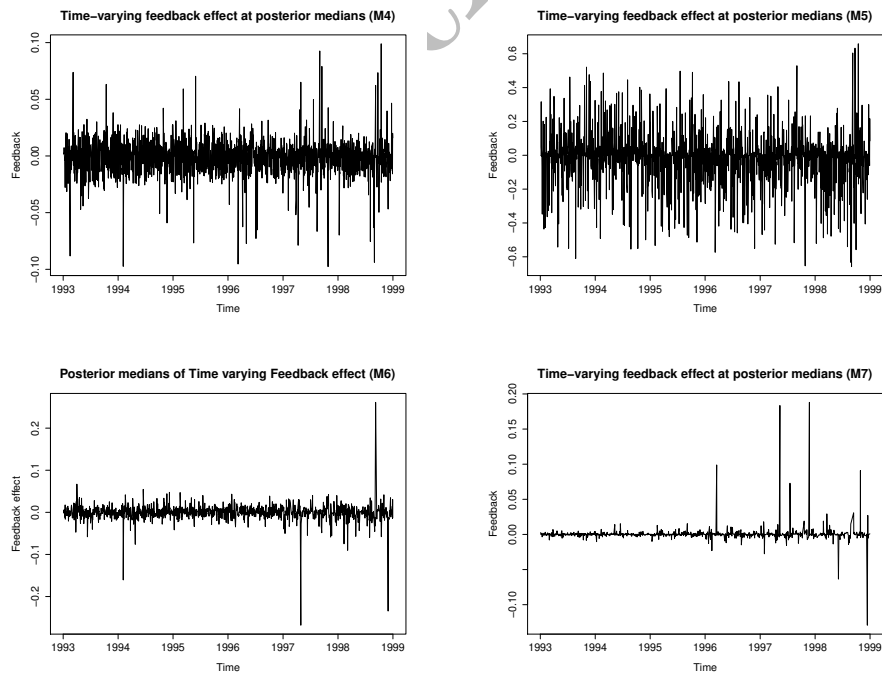 Time−varying feedback effect at posterior medians (M4)
Feedback
0.10
0.05
0.00
−0.05
−0.10
1993 1994 1995 1996 1997 1998 1999
Time
Time−varying feedback effect at posterior medians (M5)
Feedback
0.6
0.4
0.2
0.0
−0.2
−0.4
−0.6
1993 1994 1995 1996 1997 1998 1999
Time
Posterior medians of Time varying Feedback effect (M6)
Feedback effect
0.2
0.1
0.0
−0.1
−0.2
1993 1994 1995 1996 1997 1998 1999
Time
Time−varying feedback effect at posterior medians (M7)
Feedback
0.20
0.15
0.10
0.05
0.00
−0.10
1993 1994 1995 1996 1997 1998 1999
Time